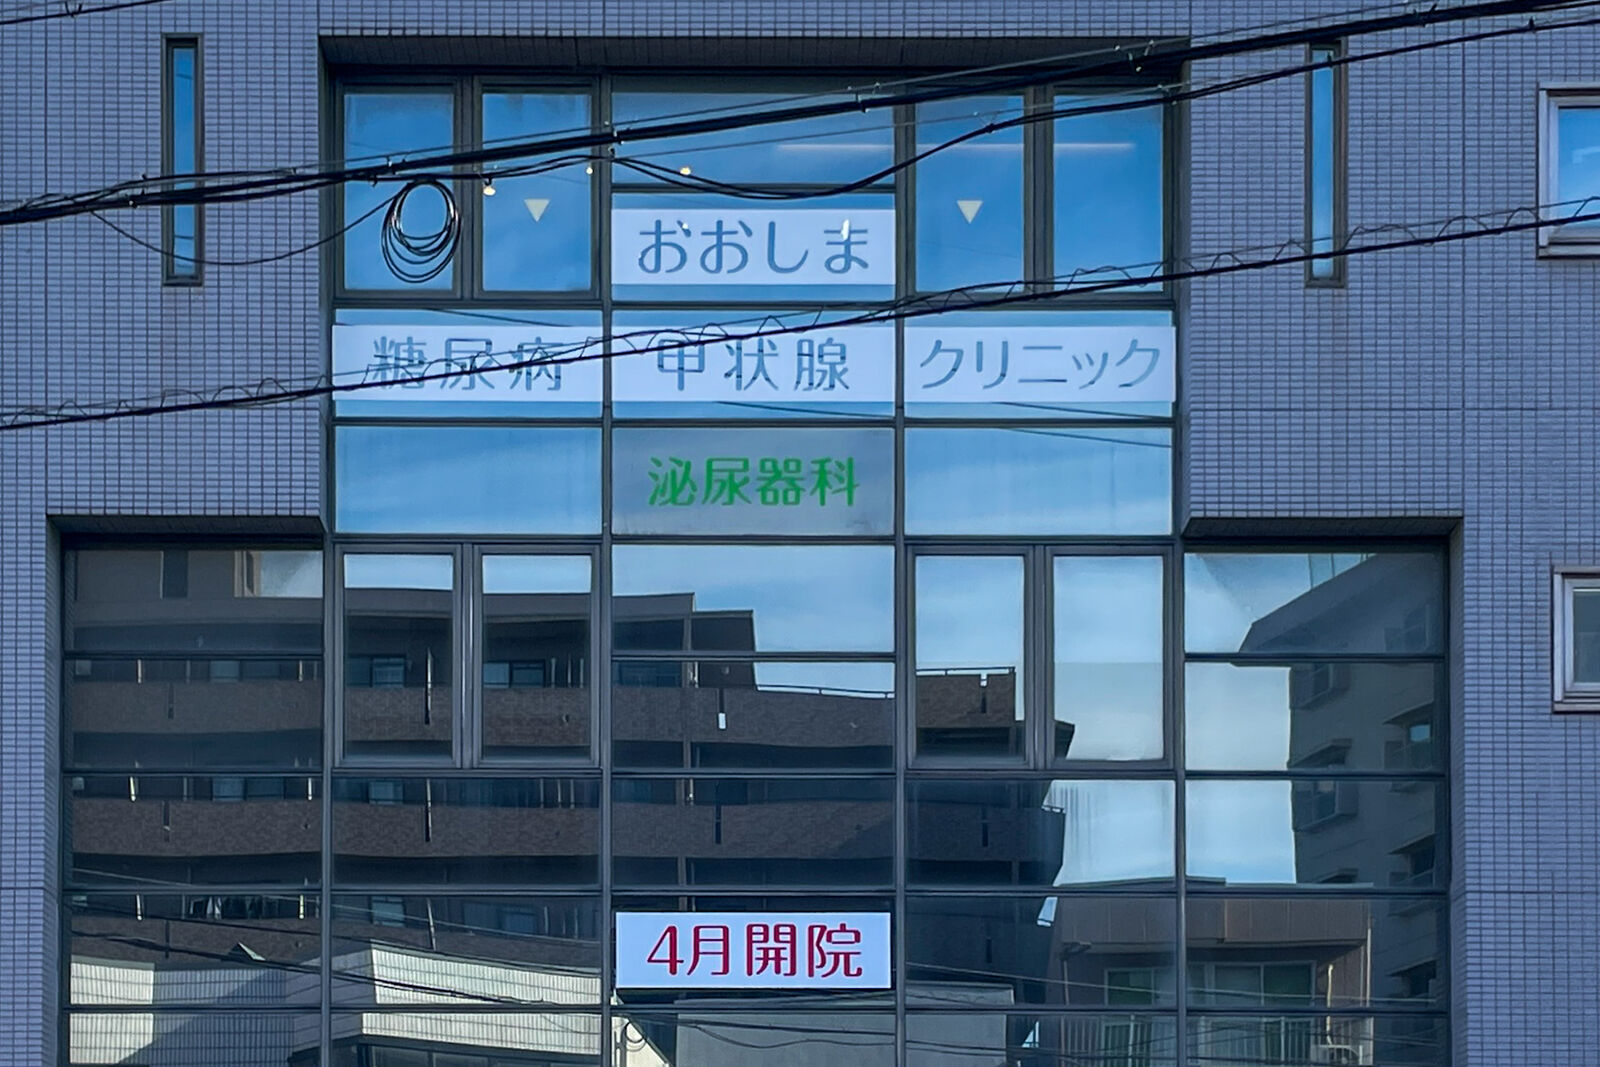 おおしま
糖尿病 甲状腺 クリニック
泌尿器科
4月開院